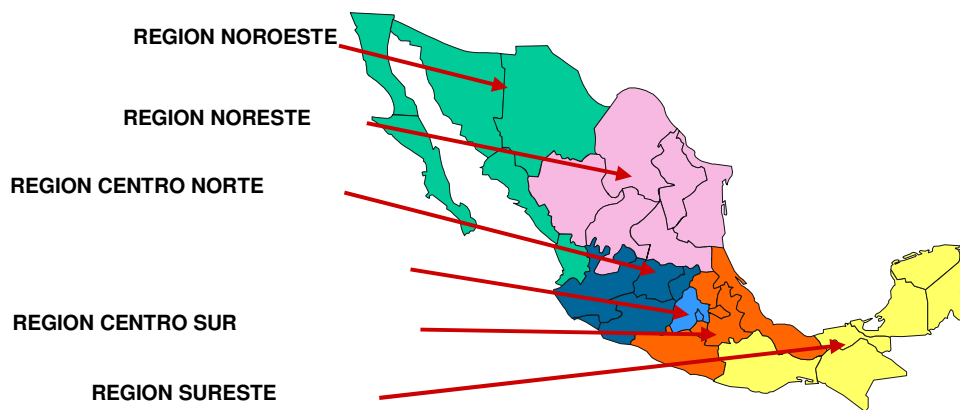 REGION NOROESTE
REGION NORESTE
REGION CENTRO NORTE
REGION CENTRO SUR
REGION SURESTE